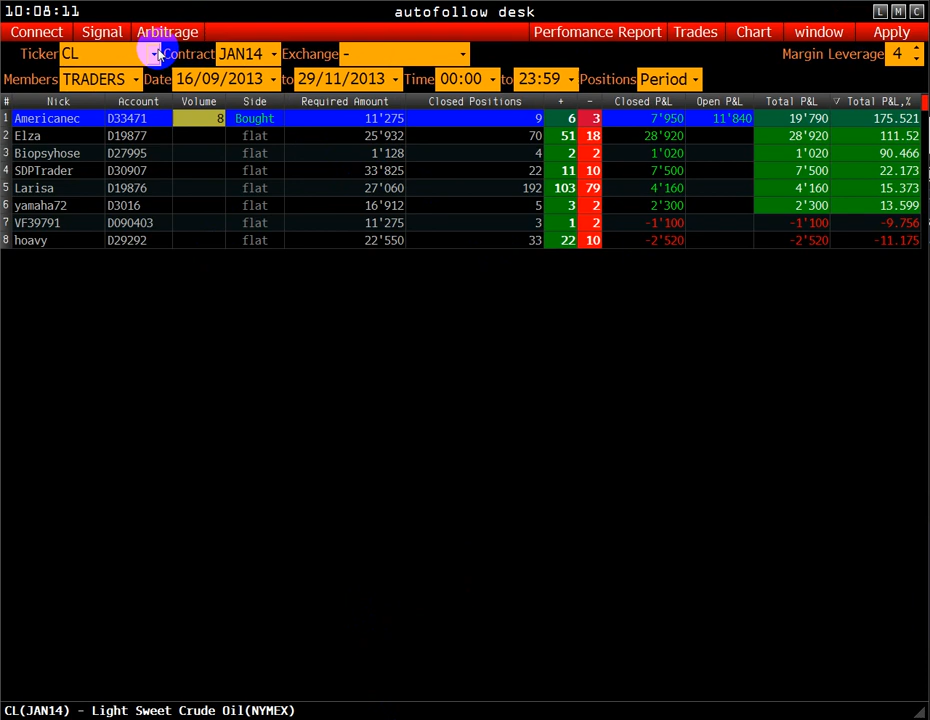 10:08:11 autofollow desk L M C
Connect Signal Arbitrage Perfomance Report Trades Chart window Apply
Ticker CL Contract JAN14 Exchange - Margin Leverage 4
Members TRADERS Date 16/09/2013 to 29/11/2013 Time 00:00 to 23:59 Positions Period
# Nick Account Volume Side Required Amount Closed Positions + - Closed P&L Open P&L Total P&L Total P&L,%
1 Americanec D33471 8 Bought 11'275 9 6 3 7'950 11'840 19'790 175.521
2 Elza D19877 flat 25'932 70 51 18 28'920 28'920 111.52
3 Biopsyhose D27995 flat 1'128 4 2 2 1'020 1'020 90.466
4 SDPTrader D30907 flat 33'825 22 11 10 7'500 7'500 22.173
5 Larisa D19876 flat 27'060 192 103 79 4'160 4'160 15.373
6 yamaha72 D3016 flat 16'912 5 3 2 2'300 2'300 13.599
7 VF39791 D090403 flat 11'275 3 1 2 -1'100 -1'100 -9.756
8 hoavy D29292 flat 22'550 33 22 10 -2'520 -2'520 -11.175
CL(JAN14) - Light Sweet Crude Oil(NYMEX)